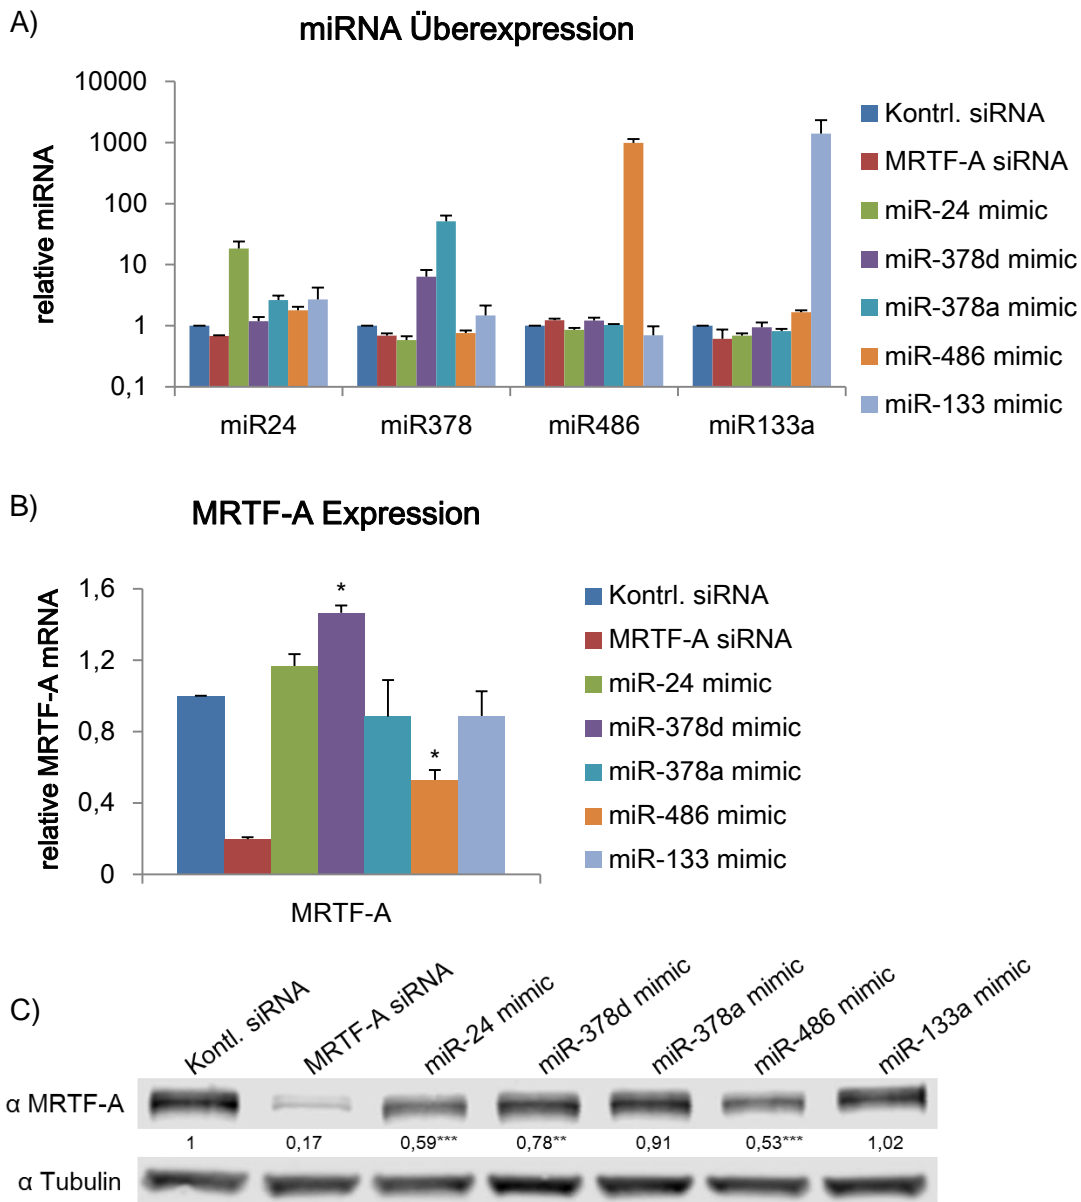 A)
miRNA Überexpression
relative miRNA
10000
1000
100
10
1
0,1
miR24 miR378 miR486 miR133a
Kontrl. siRNA
MRTF-A siRNA
miR-24 mimic
miR-378d mimic
miR-378a mimic
miR-486 mimic
miR-133 mimic
B)
MRTF-A Expression
relative MRTF-A mRNA
1,6
1,2
0,8
0,4
0
*
*
MRTF-A
Kontrl. siRNA
MRTF-A siRNA
miR-24 mimic
miR-378d mimic
miR-378a mimic
miR-486 mimic
miR-133 mimic
C)
Kontl. siRNA
MRTF-A siRNA
miR-24 mimic
miR-378d mimic
miR-378a mimic
miR-486 mimic
miR-133a mimic
α MRTF-A
1 0,17 0,59*** 0,78** 0,91 0,53*** 1,02
α Tubulin